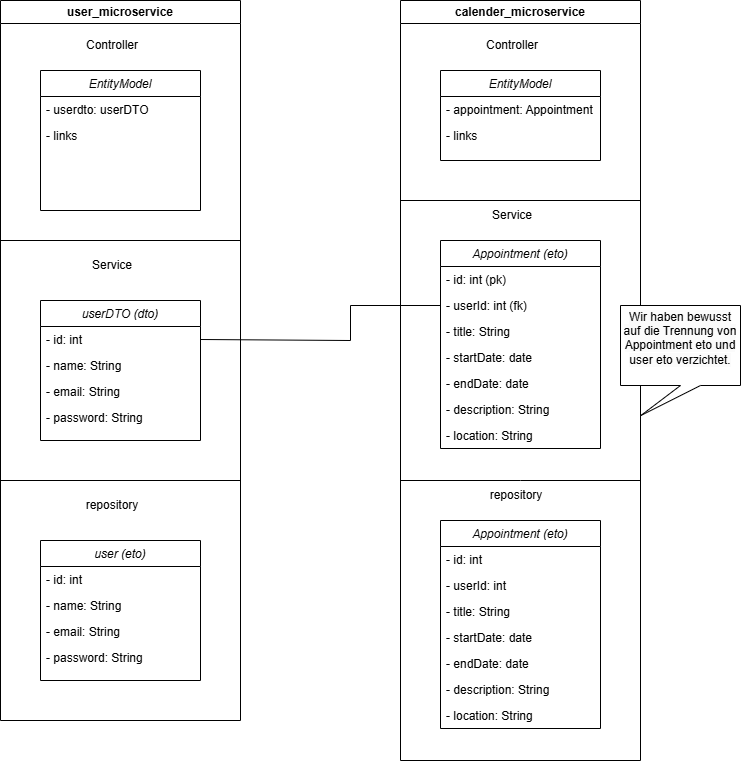 user_microservice
Controller
EntityModel
- userdto: userDTO
- links
Service
userDTO (dto)
- id: int
- name: String
- email: String
- password: String
repository
user (eto)
- id: int
- name: String
- email: String
- password: String
calender_microservice
Controller
EntityModel
- appointment: Appointment
- links
Service
Appointment (eto)
- id: int (pk)
- userId: int (fk)
- title: String
- startDate: date
- endDate: date
- description: String
- location: String
Wir haben bewusst
auf die Trennung von
Appointment eto und
user eto verzichtet.
repository
Appointment (eto)
- id: int
- userId: int
- title: String
- startDate: date
- endDate: date
- description: String
- location: String